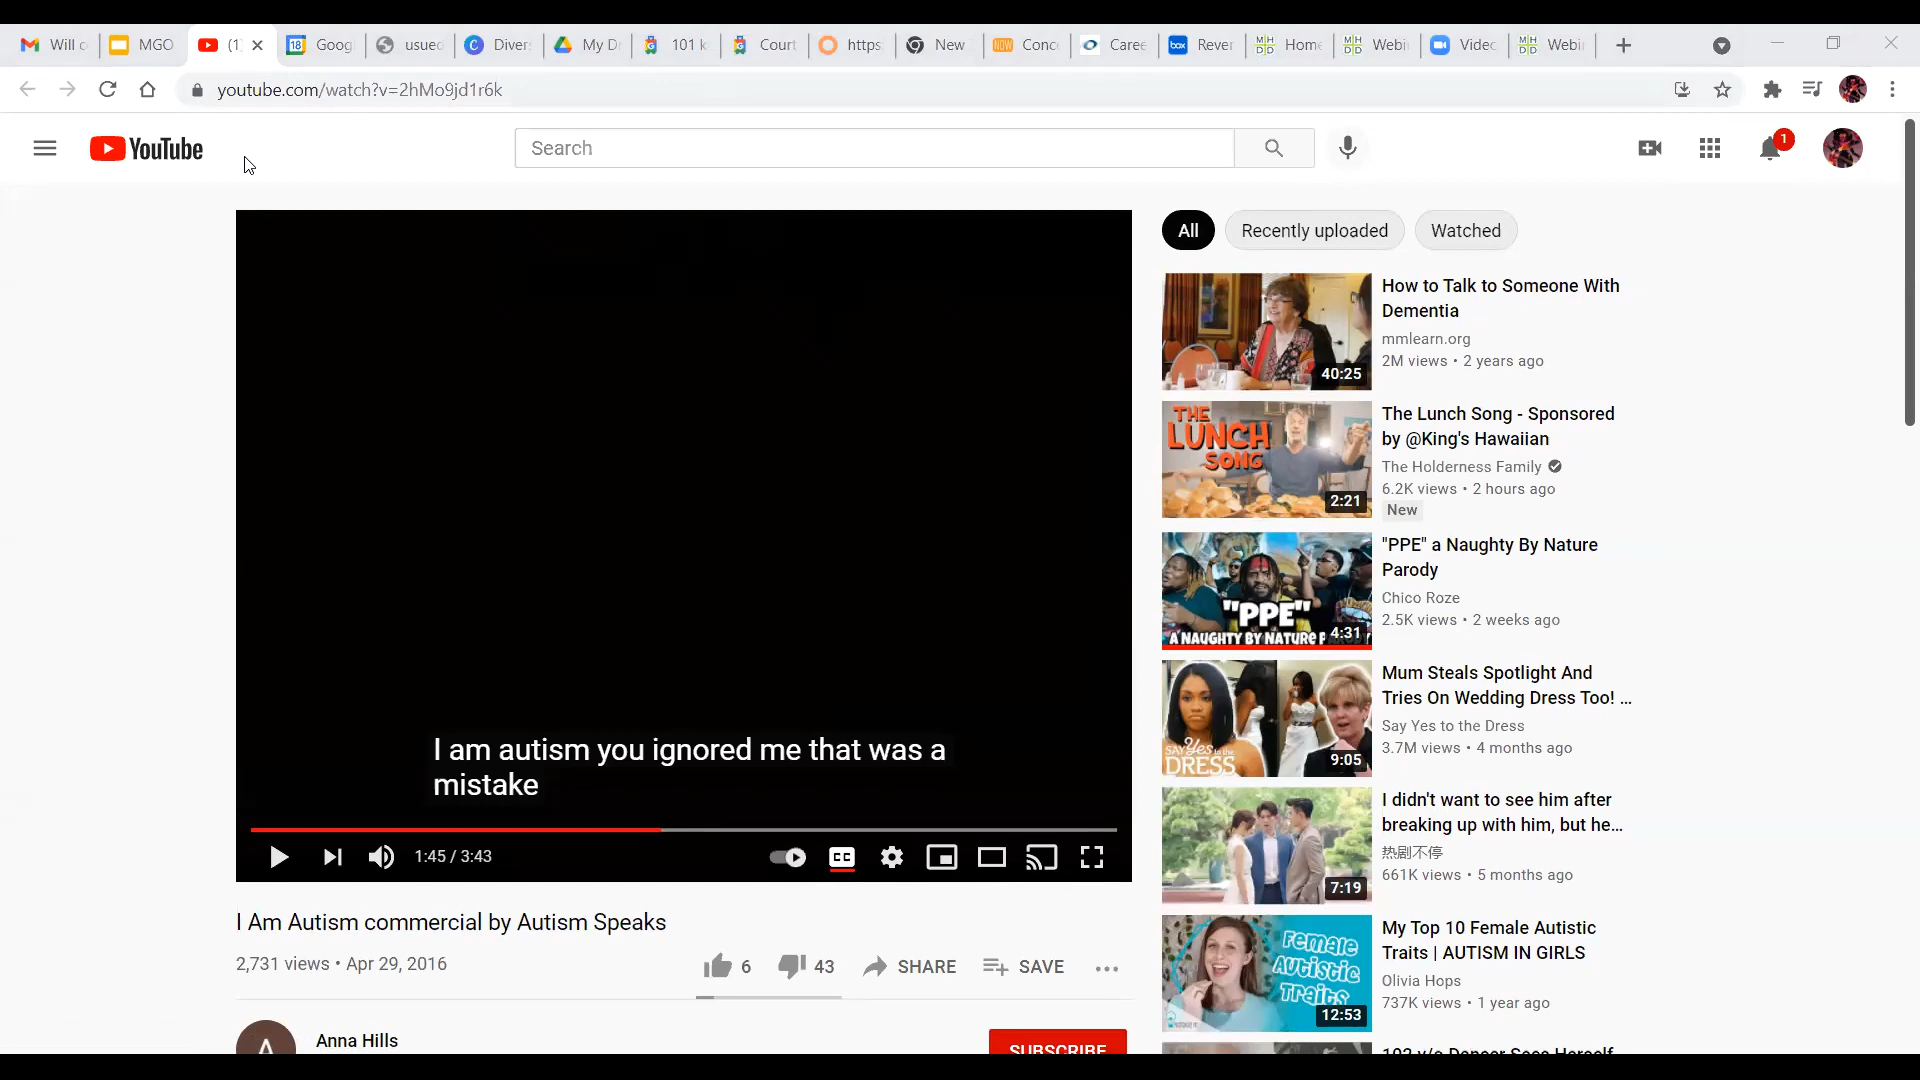 Will c
MGO
(1
Goog
usue
Diver
My D
101 k
Court
https
New
Conc
Caree
Rever
Home
Webi
Videc
Webi
youtube.com/watch?v=2hMo9jd1r6k
YouTube
Search
1
I am autism you ignored me that was a
mistake
1:45 / 3:43
CC
I Am Autism commercial by Autism Speaks
2,731 views • Apr 29, 2016
6
43
SHARE
SAVE
A
Anna Hills
SUBSCRIBE
All
Recently uploaded
Watched
40:25
How to Talk to Someone With
Dementia
mmlearn.org
2M views • 2 years ago
THE
LUNCH
SONG
2:21
The Lunch Song - Sponsored
by @King's Hawaiian
The Holderness Family
6.2K views • 2 hours ago
New
"PPE"
A NAUGHTY BY NATURE
4:31
"PPE" a Naughty By Nature
Parody
Chico Roze
2.5K views • 2 weeks ago
SAY Yes to the
DRESS
9:05
Mum Steals Spotlight And
Tries On Wedding Dress Too! ...
Say Yes to the Dress
3.7M views • 4 months ago
7:19
I didn't want to see him after
breaking up with him, but he...
热剧不停
661K views • 5 months ago
Female
Autistic
Traits
12:53
My Top 10 Female Autistic
Traits | AUTISM IN GIRLS
Olivia Hops
737K views • 1 year ago